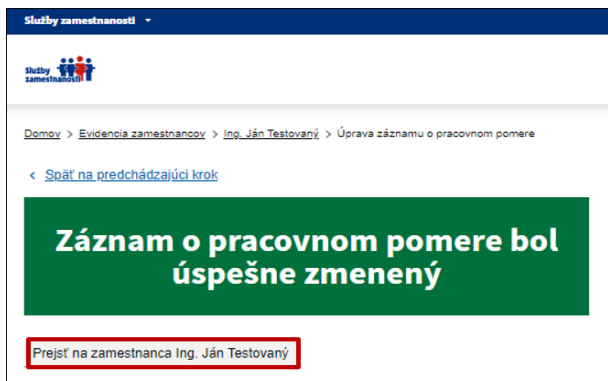 Služby zamestnanosti
Služby
zamestnanosti
Domov > Evidencia zamestnancov > Ing. Ján Testovaný > Úprava záznamu o pracovnom pomere
< Späť na predchádzajúci krok
Záznam o pracovnom pomere bol
úspešne zmenený
Prejsť na zamestnanca Ing. Ján Testovaný